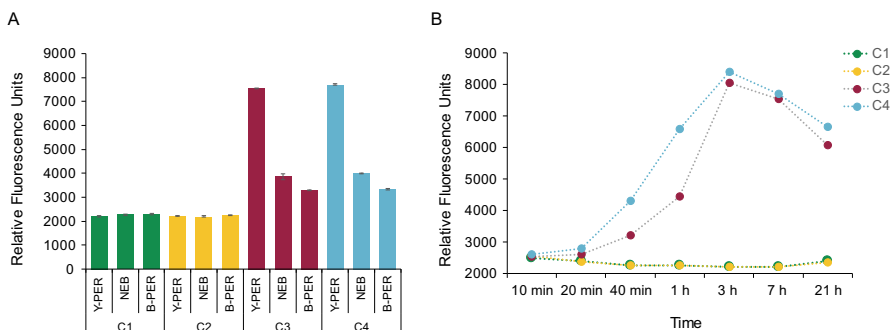 A
Relative Fluorescence Units
9000
8000
7000
6000
5000
4000
3000
2000
1000
0
Y-PER NEB B-PER Y-PER NEB B-PER Y-PER NEB B-PER Y-PER NEB B-PER
C1 C2 C3 C4
B
Relative Fluorescence Units
9000
8000
7000
6000
5000
4000
3000
2000
10 min 20 min 40 min 1 h 3 h 7 h 21 h
Time
C1
C2
C3
C4